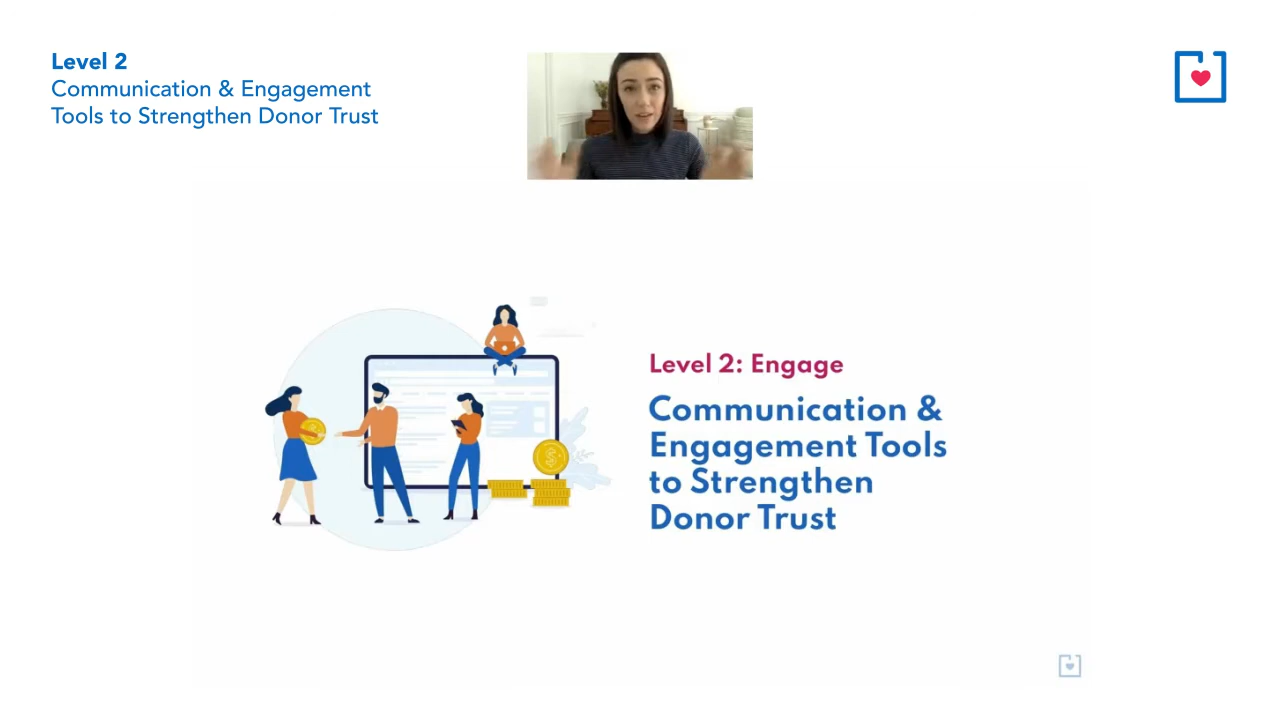 Level 2
Communication & Engagement
Tools to Strengthen Donor Trust
Level 2: Engage
Communication &
Engagement Tools
to Strengthen
Donor Trust